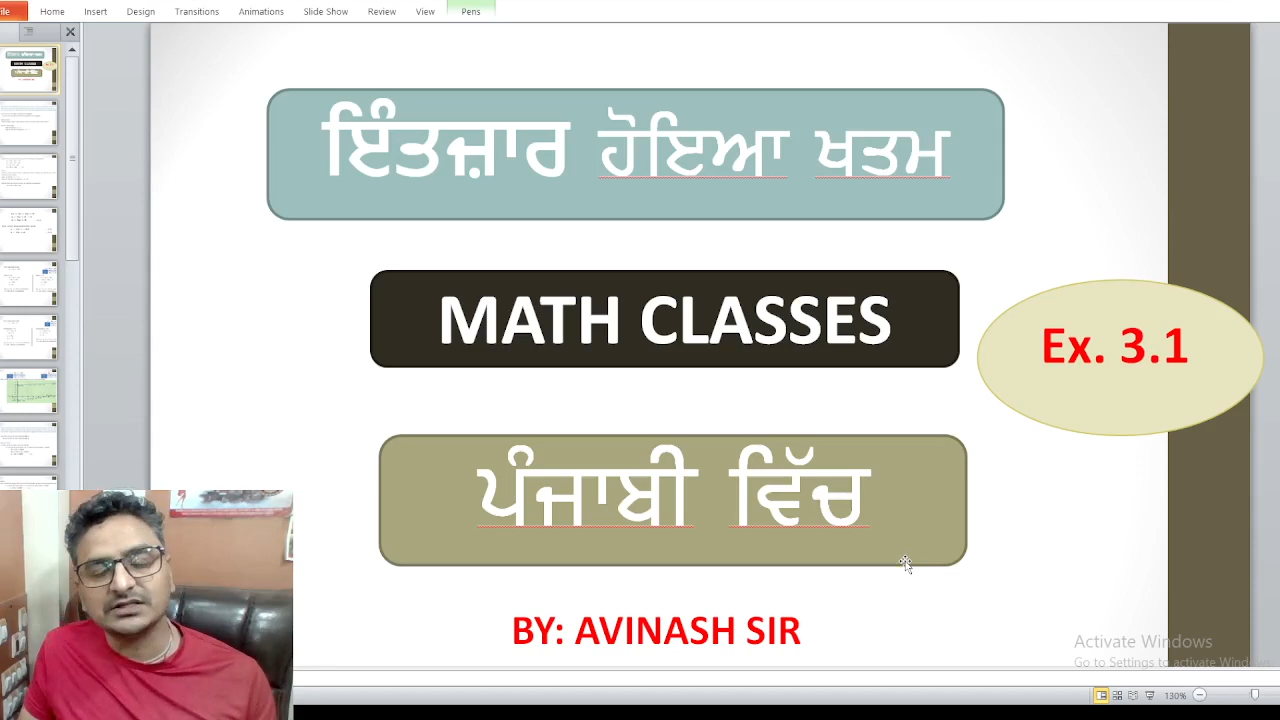 File Home Insert Design Transitions Animations Slide Show Review View Pens
ਇੰਤਜ਼ਾਰ ਹੋਇਆ ਖਤਮ
MATH CLASSES
Ex. 3.1
ਪੰਜਾਬੀ ਵਿੱਚ
BY: AVINASH SIR
Activate Windows
Go to Settings to activate Windows
130%